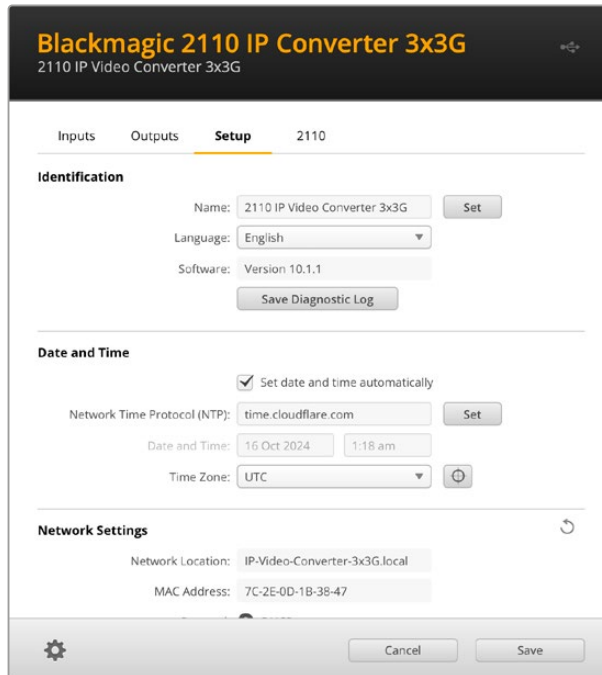 Blackmagic 2110 IP Converter 3x3G
2110 IP Video Converter 3x3G
Inputs Outputs Setup 2110
Identification
Name: 2110 IP Video Converter 3x3G Set
Language: English
Software: Version 10.1.1
Save Diagnostic Log
Date and Time
Set date and time automatically
Network Time Protocol (NTP): time.cloudflare.com Set
Date and Time: 16 Oct 2024 1:18 am
Time Zone: UTC
Network Settings
Network Location: IP-Video-Converter-3x3G.local
MAC Address: 7C-2E-0D-1B-38-47
Cancel Save